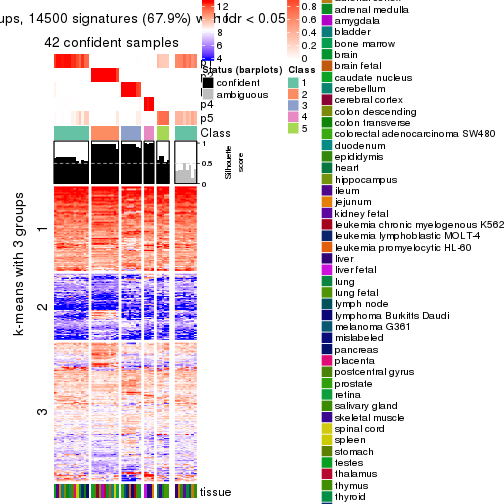 ups, 14500 signatures (67.9%) with fdr < 0.05
42 confident samples
p4
p5
Class
1
0.5
0
Silhouette
score
k-means with 3 groups
1
2
3
tissue
12
10
8
6
4
0.8
0.6
0.4
0.2
0
Status (barplots)
confident
ambiguous
Class
1
2
3
4
5
adrenal medulla
amygdala
bladder
bone marrow
brain
brain fetal
caudate nucleus
cerebellum
cerebral cortex
colon descending
colon transverse
colorectal adenocarcinoma SW480
duodenum
epididymis
heart
hippocampus
ileum
jejunum
kidney fetal
leukemia chronic myelogenous K562
leukemia lymphoblastic MOLT-4
leukemia promyelocytic HL-60
liver
liver fetal
lung
lung fetal
lymph node
lymphoma Burkitts Daudi
melanoma G361
mislabeled
pancreas
placenta
postcentral gyrus
prostate
retina
salivary gland
skeletal muscle
spinal cord
spleen
stomach
testes
thalamus
thymus
thyroid